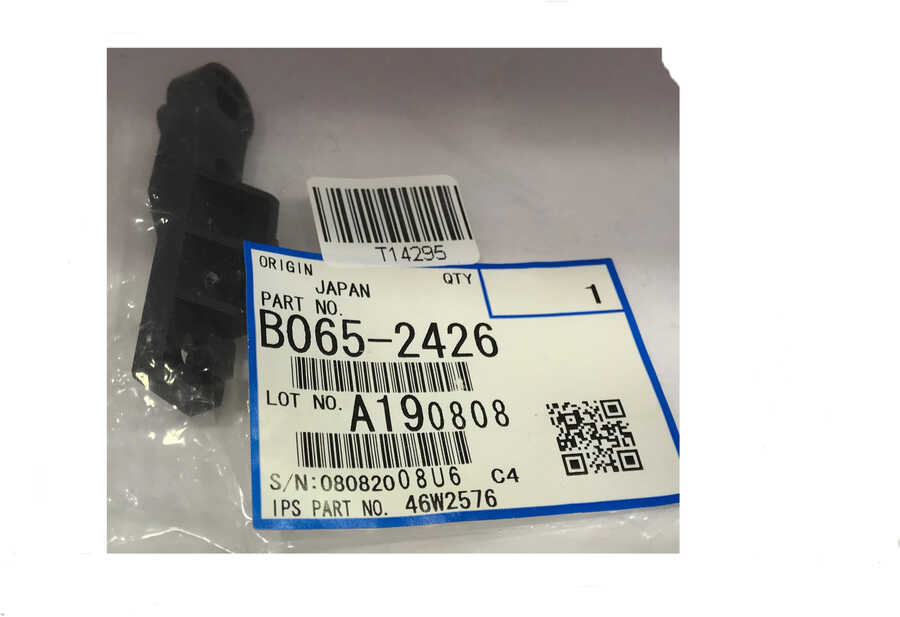 T14295
ORIGIN
JAPAN
QTY
1
PART NO.
B065-2426
LOT NO. A190808
S/N:08082008U6 C4
IPS PART NO. 46W2576